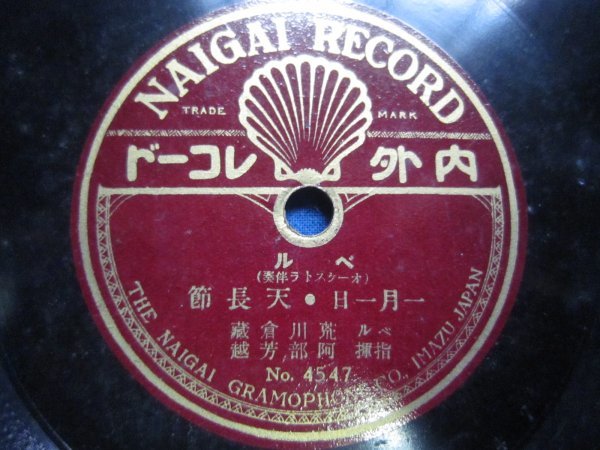 NAIGAI RECORD
TRADE MARK
ドーコレ 外内
ルベ
(オーケストラ伴奏)
節長天・日一月一
蔵倉川荒 ルベ
越芳部阿 揮指
No. 4547
THE NAIGAI GRAMOPHONE CO. IMAZU JAPAN